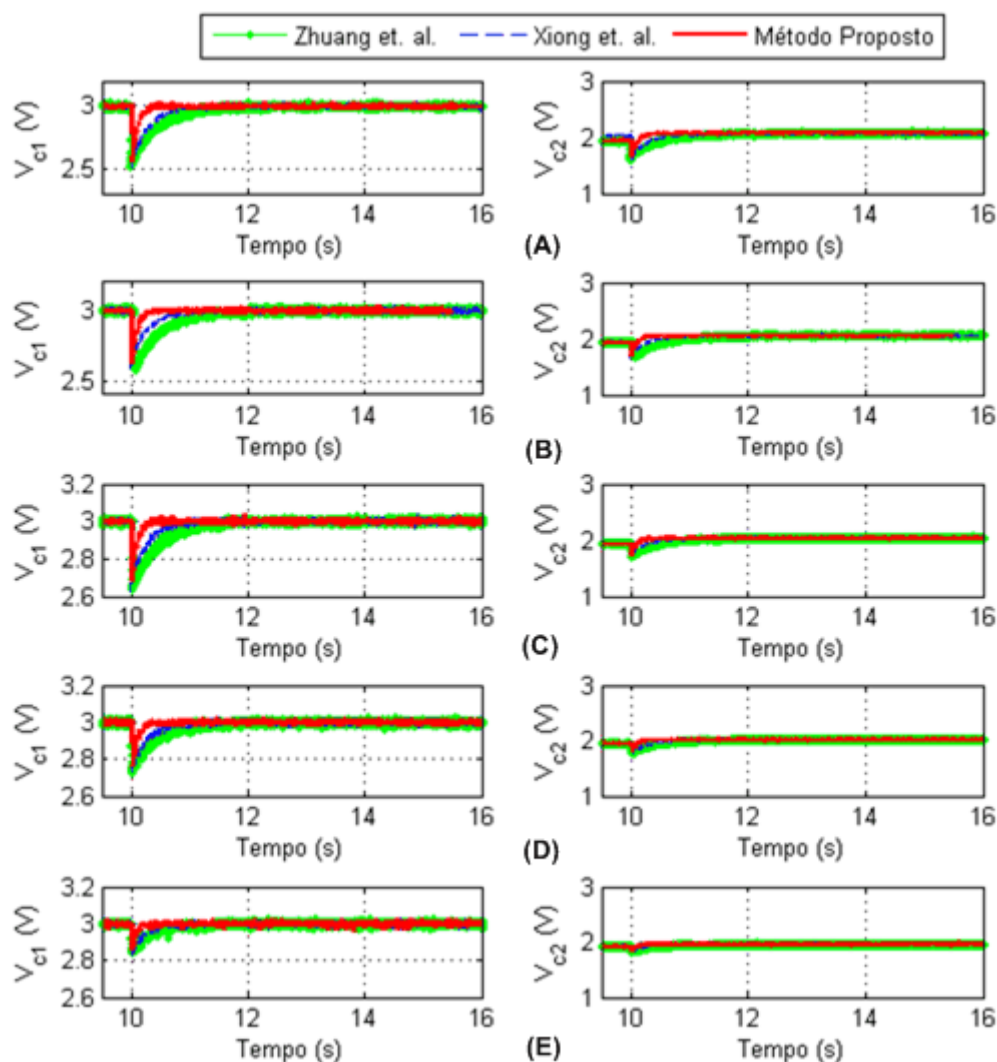 Zhuang et. al. Xiong et. al. Método Proposto
3
2.5
V_c1 (V)
10 12 14 16
Tempo (s)
3
2
1
V_c2 (V)
10 12 14 16
Tempo (s)
(A)
3
2.5
V_c1 (V)
10 12 14 16
Tempo (s)
3
2
1
V_c2 (V)
10 12 14 16
Tempo (s)
(B)
3.2
3
2.8
2.6
V_c1 (V)
10 12 14 16
Tempo (s)
3
2
1
V_c2 (V)
10 12 14 16
Tempo (s)
(C)
3.2
3
2.8
2.6
V_c1 (V)
10 12 14 16
Tempo (s)
3
2
1
V_c2 (V)
10 12 14 16
Tempo (s)
(D)
3.2
3
2.8
2.6
V_c1 (V)
10 12 14 16
Tempo (s)
3
2
1
V_c2 (V)
10 12 14 16
Tempo (s)
(E)